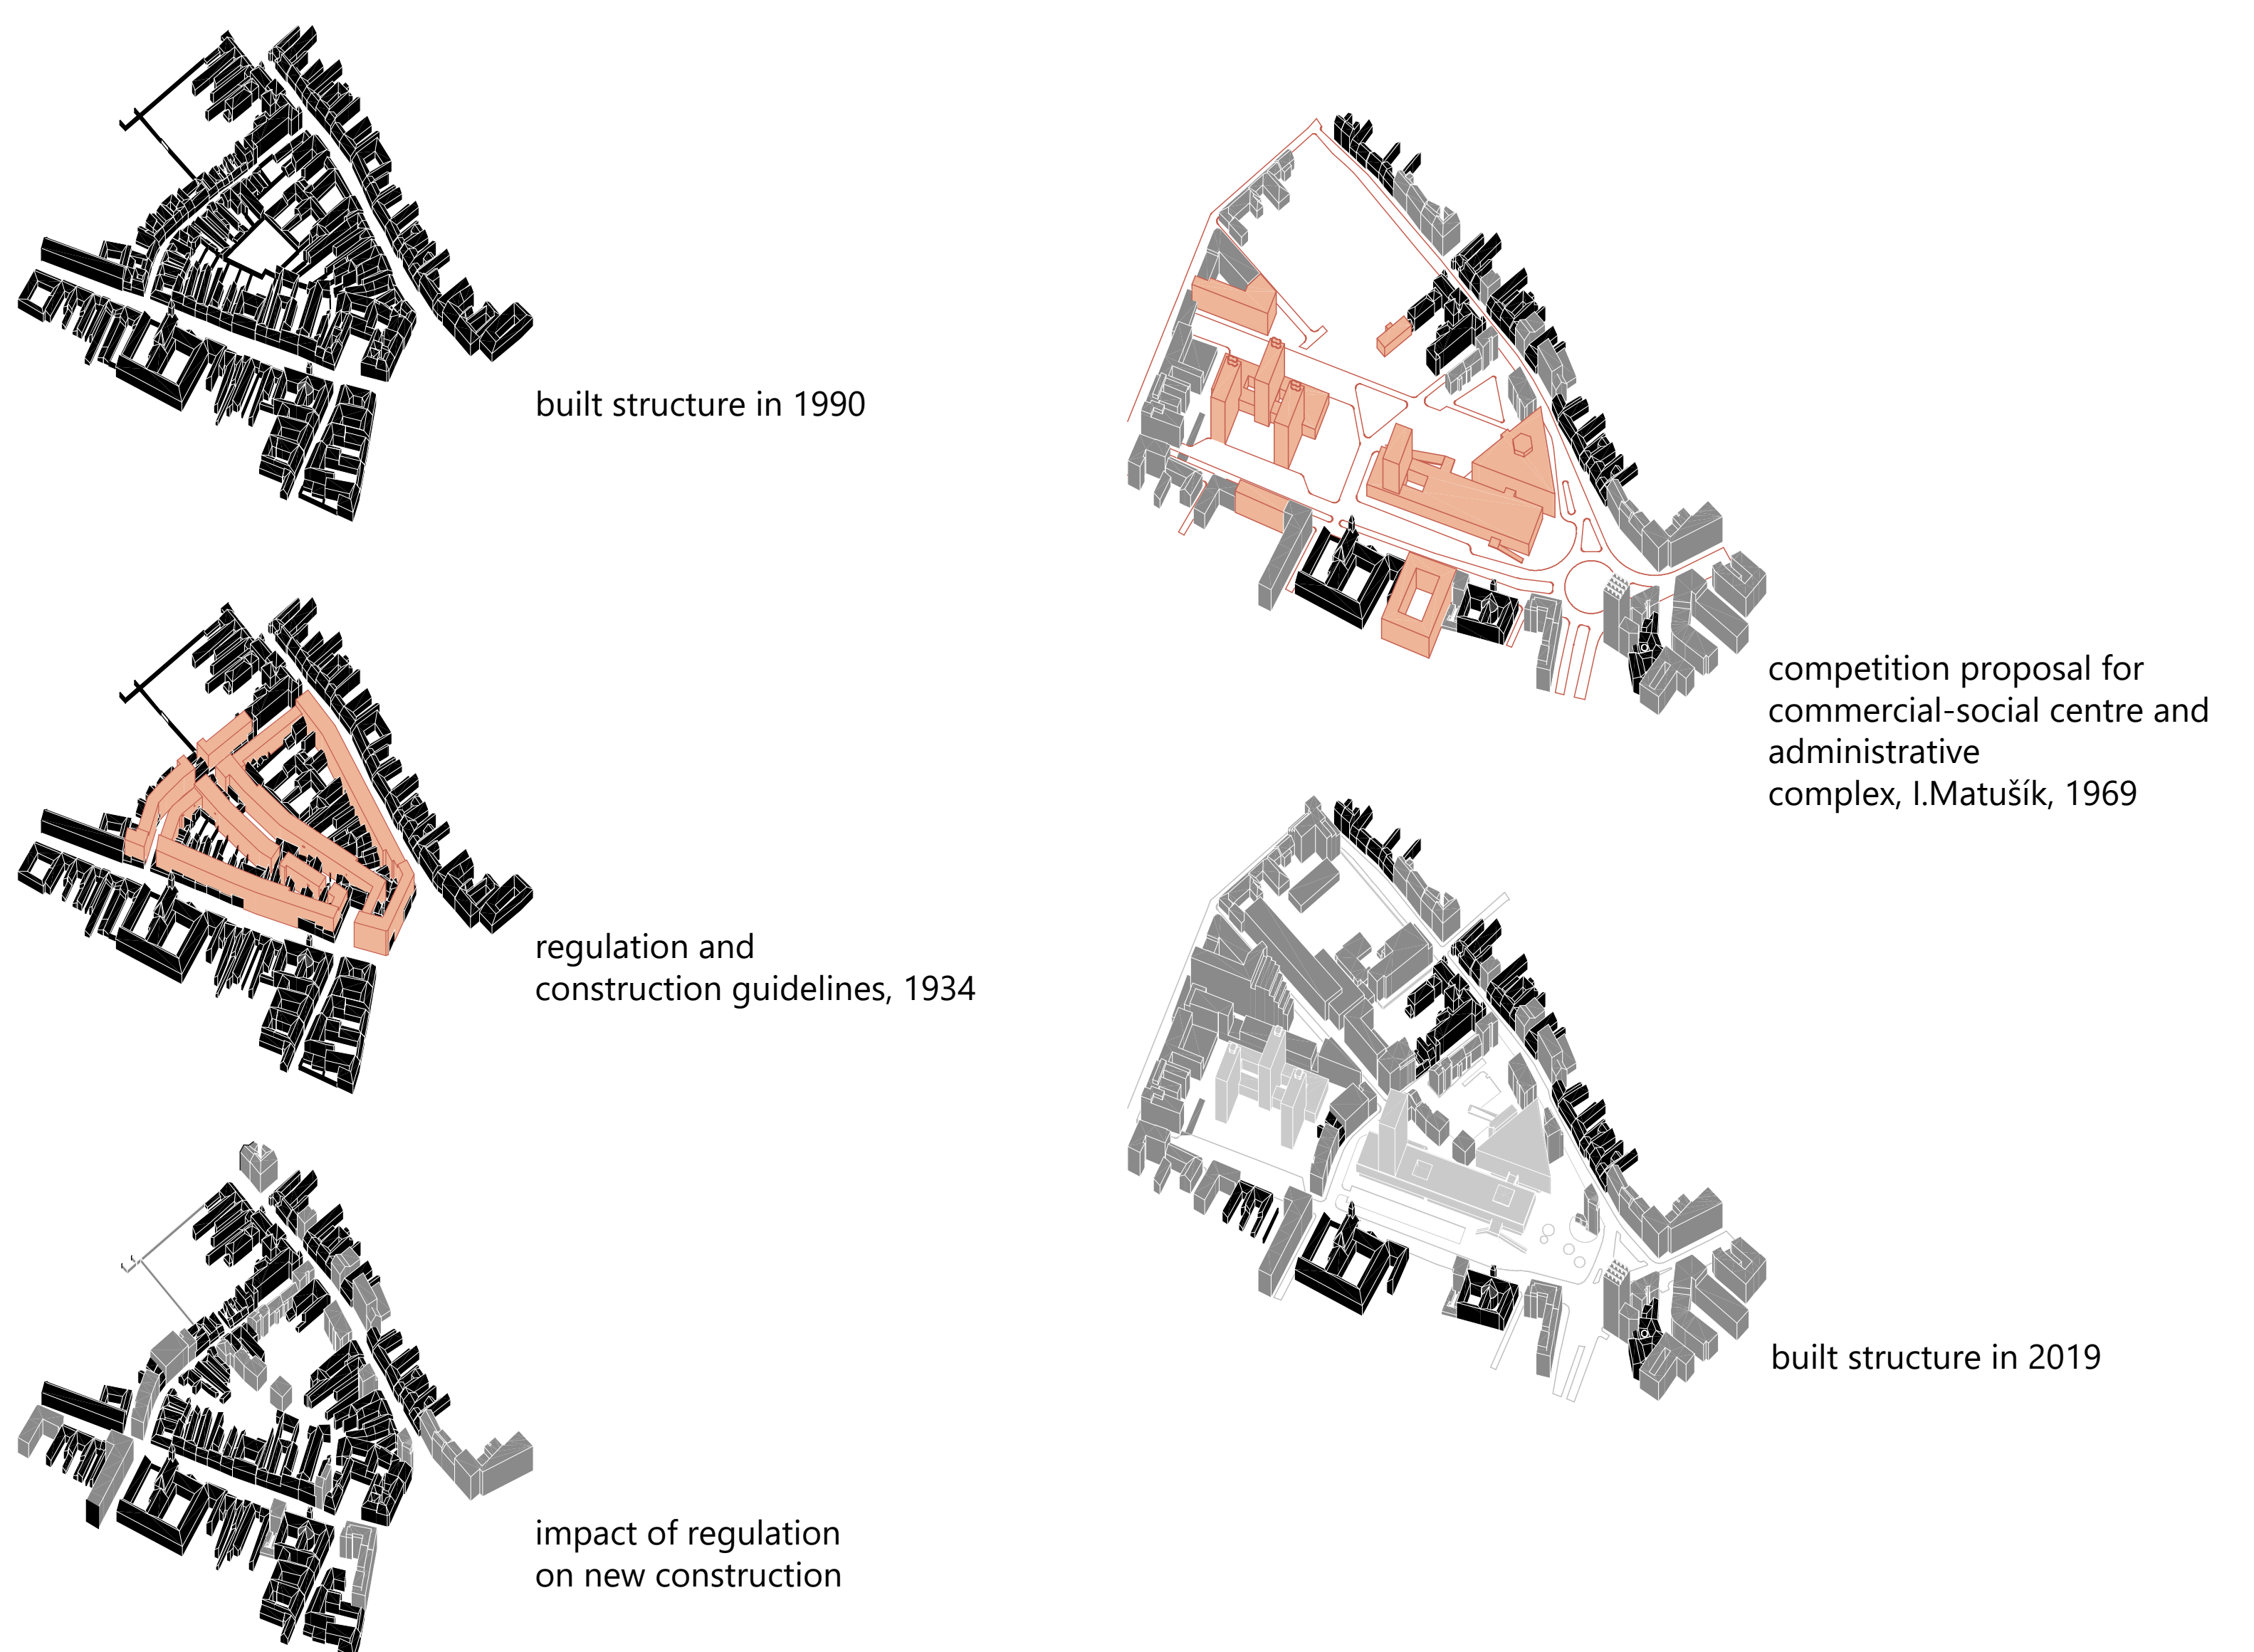 built structure in 1990
regulation and
construction guidelines, 1934
impact of regulation
on new construction
competition proposal for
commercial-social centre and
administrative
complex, I.Matušík, 1969
built structure in 2019